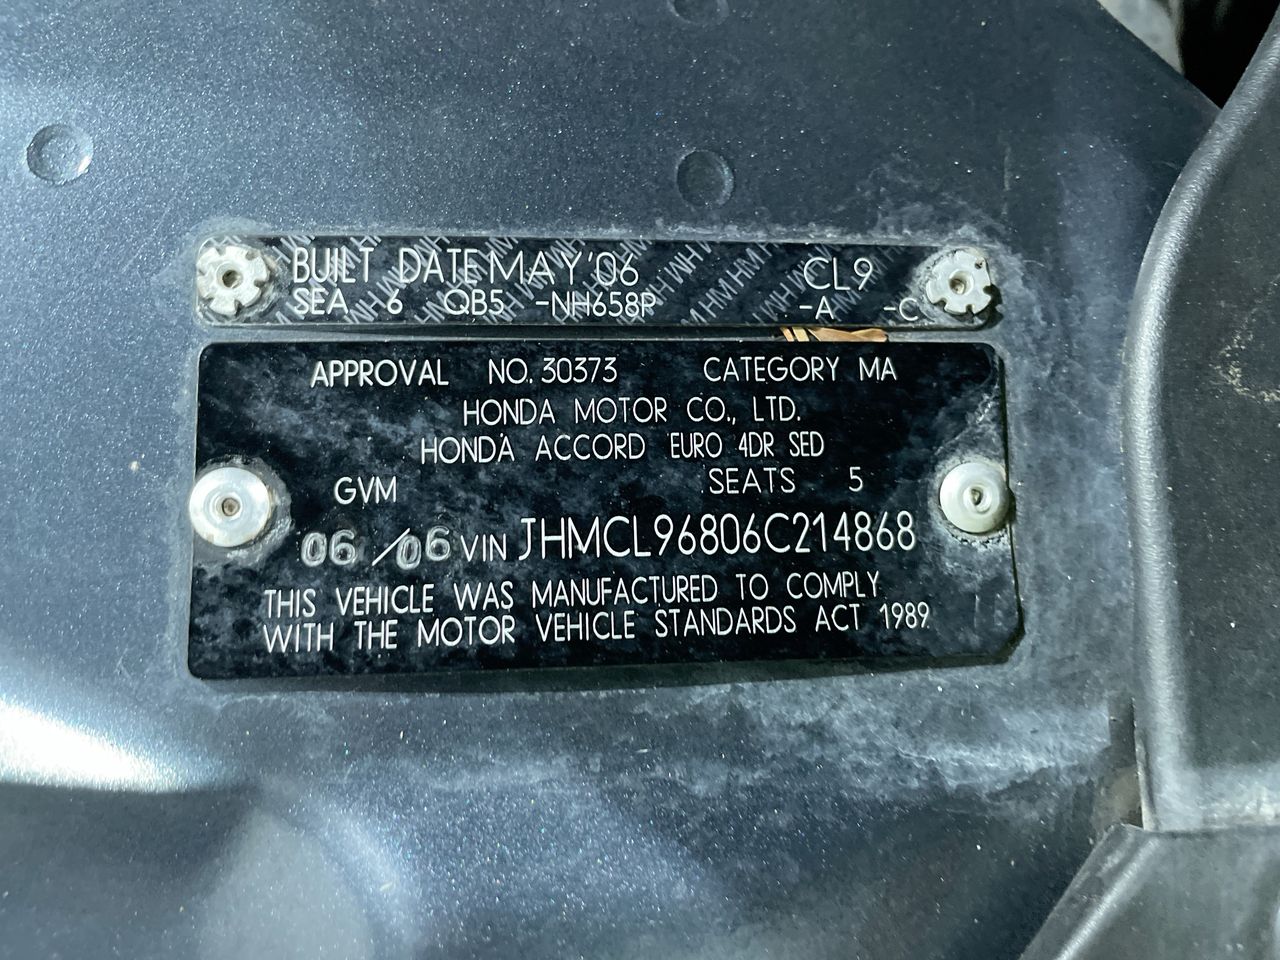 BUILT DATE MAY '06 CL9
SEA 6 QB5 -NH658P -A -C
APPROVAL NO. 30373 CATEGORY MA
HONDA MOTOR CO., LTD.
HONDA ACCORD EURO 4DR SED
GVM SEATS 5
06 / 06 VIN JHMCL96806C214868
THIS VEHICLE WAS MANUFACTURED TO COMPLY
WITH THE MOTOR VEHICLE STANDARDS ACT 1989.